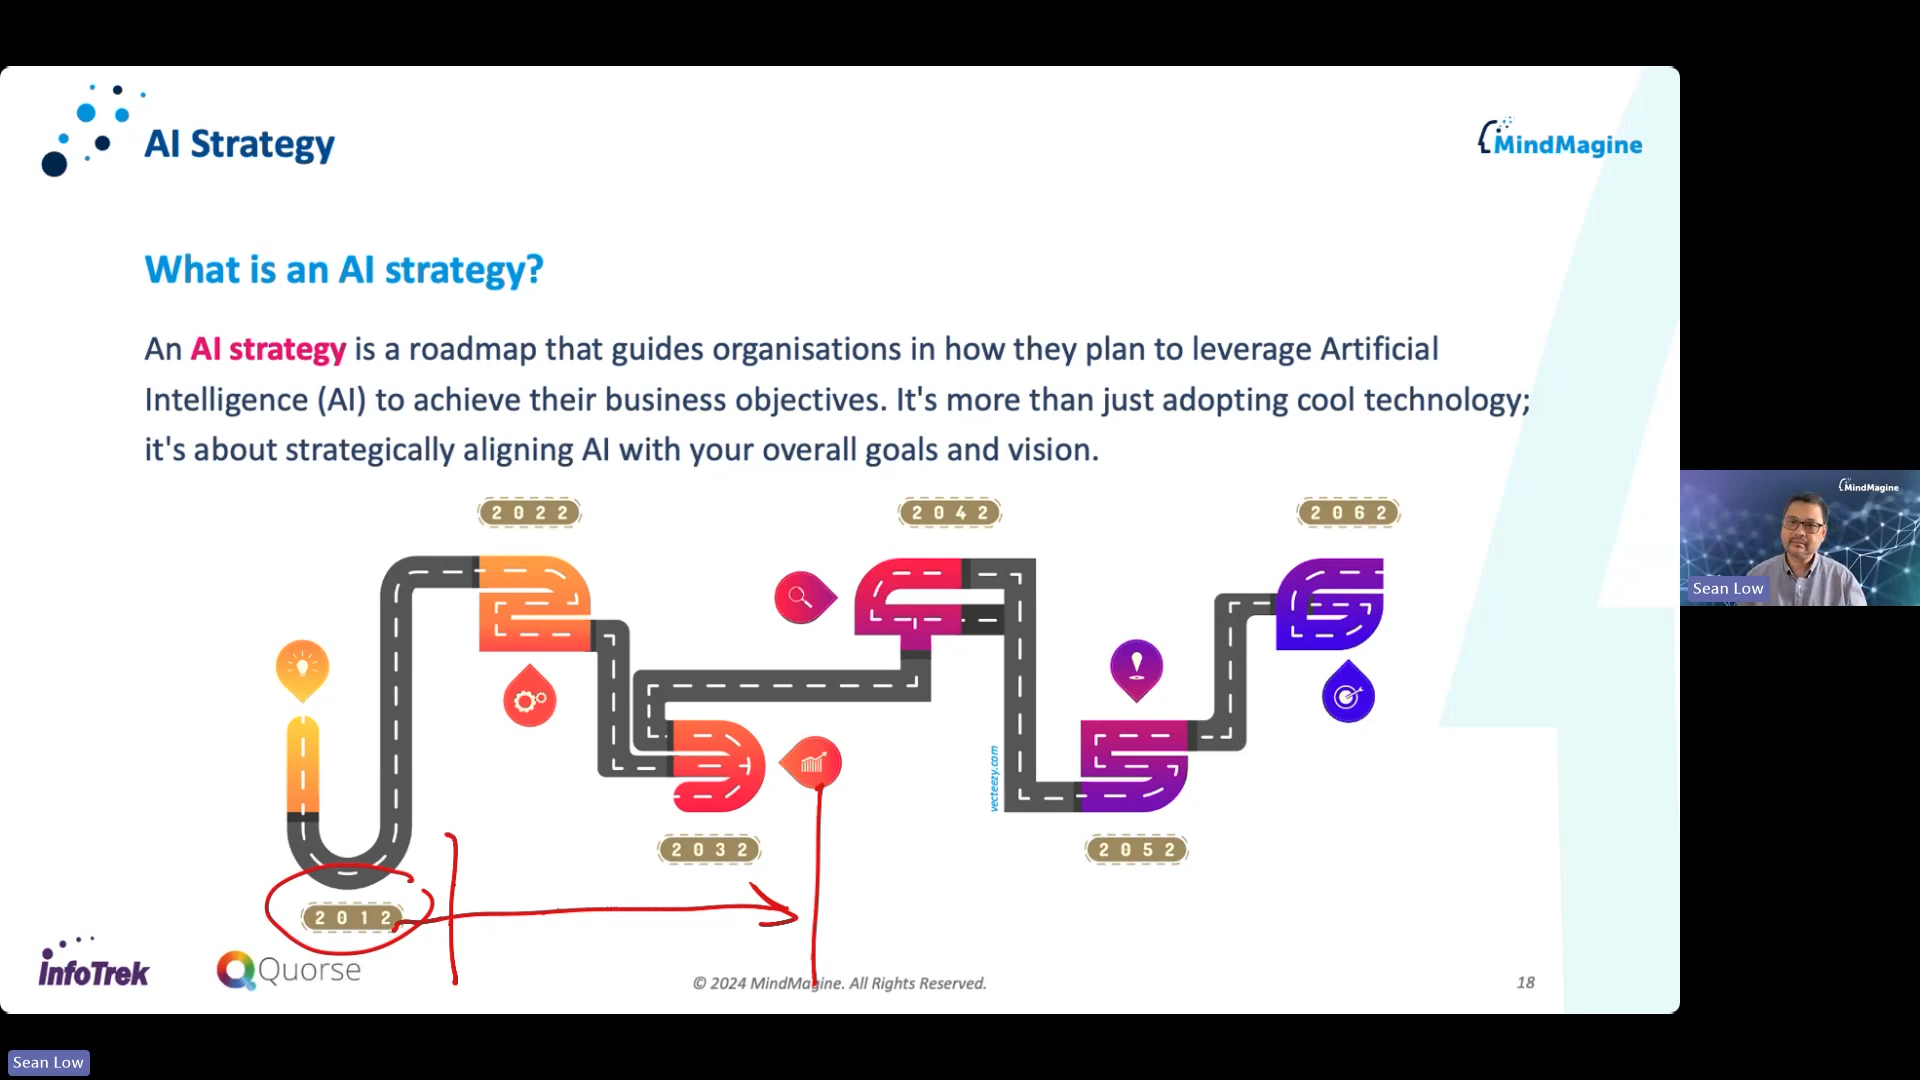 AI Strategy
MindMagine
What is an AI strategy?
An AI strategy is a roadmap that guides organisations in how they plan to leverage Artificial
Intelligence (AI) to achieve their business objectives. It's more than just adopting cool technology;
it's about strategically aligning AI with your overall goals and vision.
2022
2042
2062
vecteezy.com
2032
2052
2012
InfoTrek
Quorse
© 2024 MindMagine. All Rights Reserved.
18
MindMagine
Sean Low
Sean Low